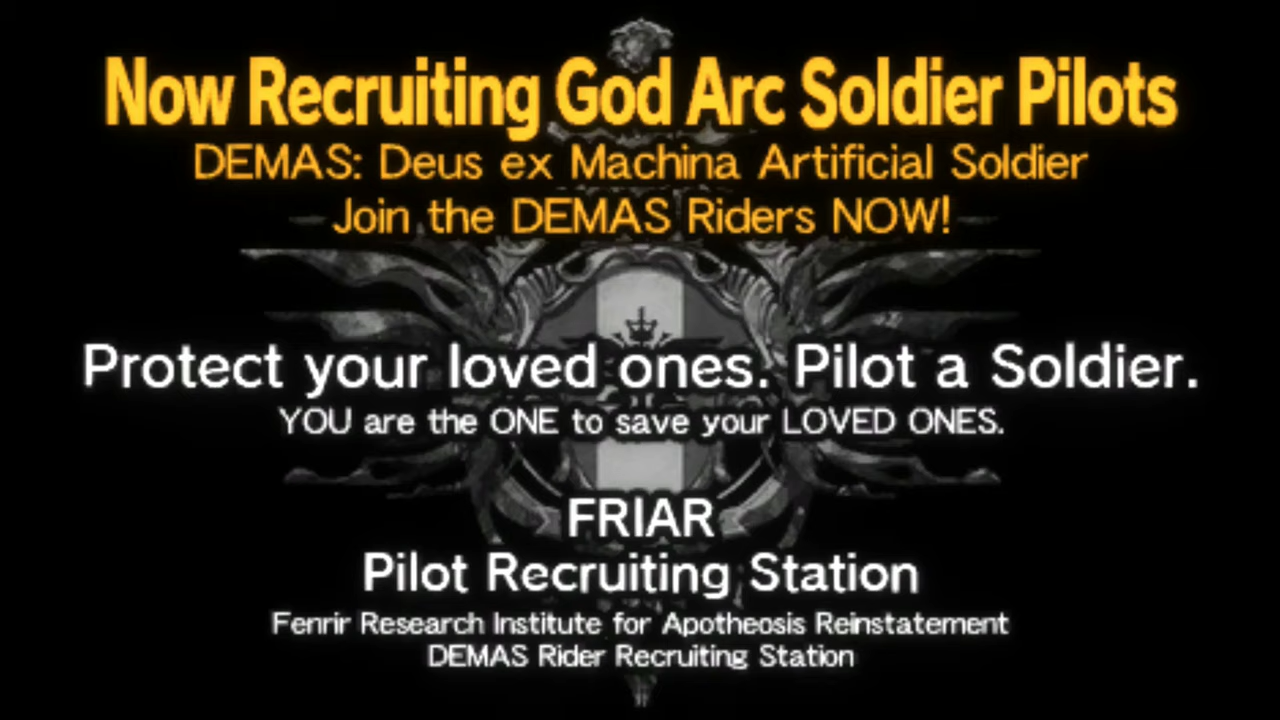 Now Recruiting God Arc Soldier Pilots
DEMAS: Deus ex Machina Artificial Soldier
Join the DEMAS Riders NOW!
Protect your loved ones. Pilot a Soldier.
YOU are the ONE to save your LOVED ONES.
FRIAR
Pilot Recruiting Station
Fenrir Research Institute for Apotheosis Reinstatement
DEMAS Rider Recruiting Station